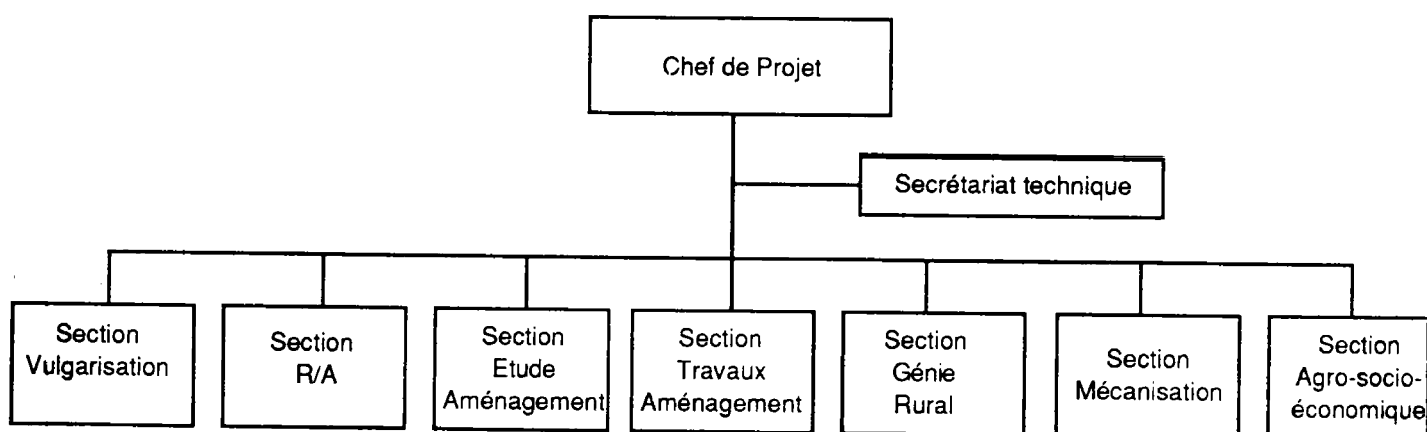 Chef de Projet
Secrétariat technique
Section
Vulgarisation
Section
R/A
Section
Etude
Aménagement
Section
Travaux
Aménagement
Section
Génie
Rural
Section
Mécanisation
Section
Agro-socio-
économique